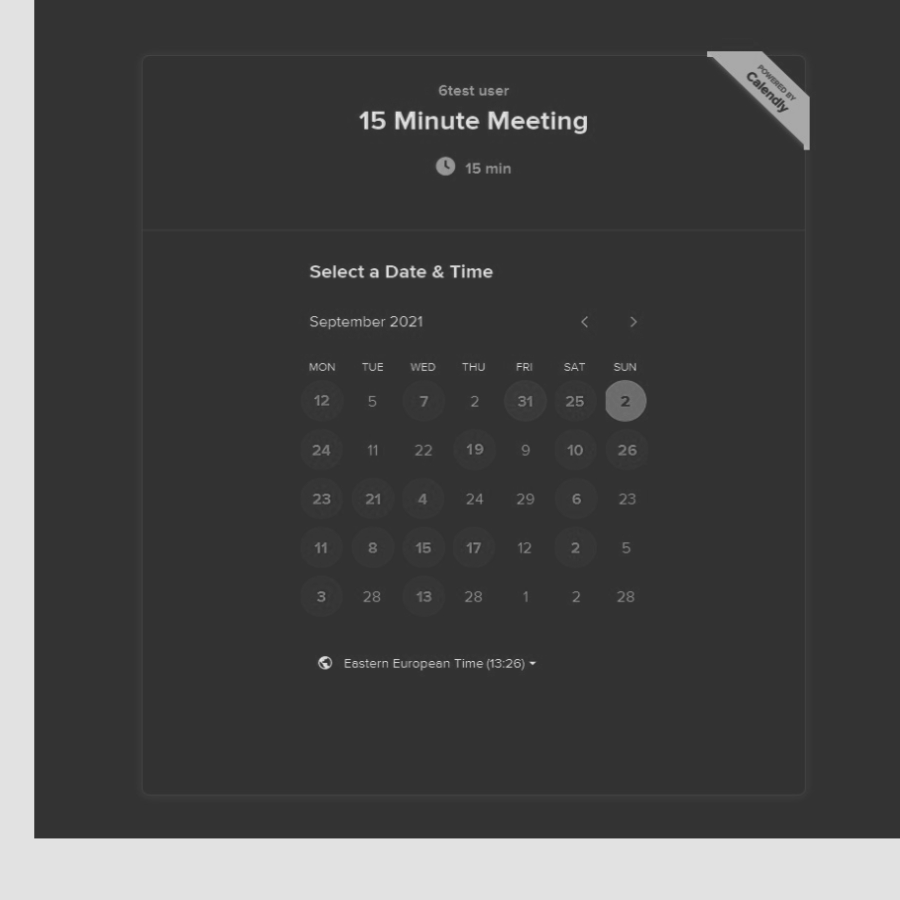 POWERED BY
Calendly
6test user
15 Minute Meeting
15 min
Select a Date & Time
September 2021
MON TUE WED THU FRI SAT SUN
12 5 7 2 31 25 2
24 11 22 19 9 10 26
23 21 4 24 29 6 23
11 8 15 17 12 2 5
3 28 13 28 1 2 28
Eastern European Time (13:26)